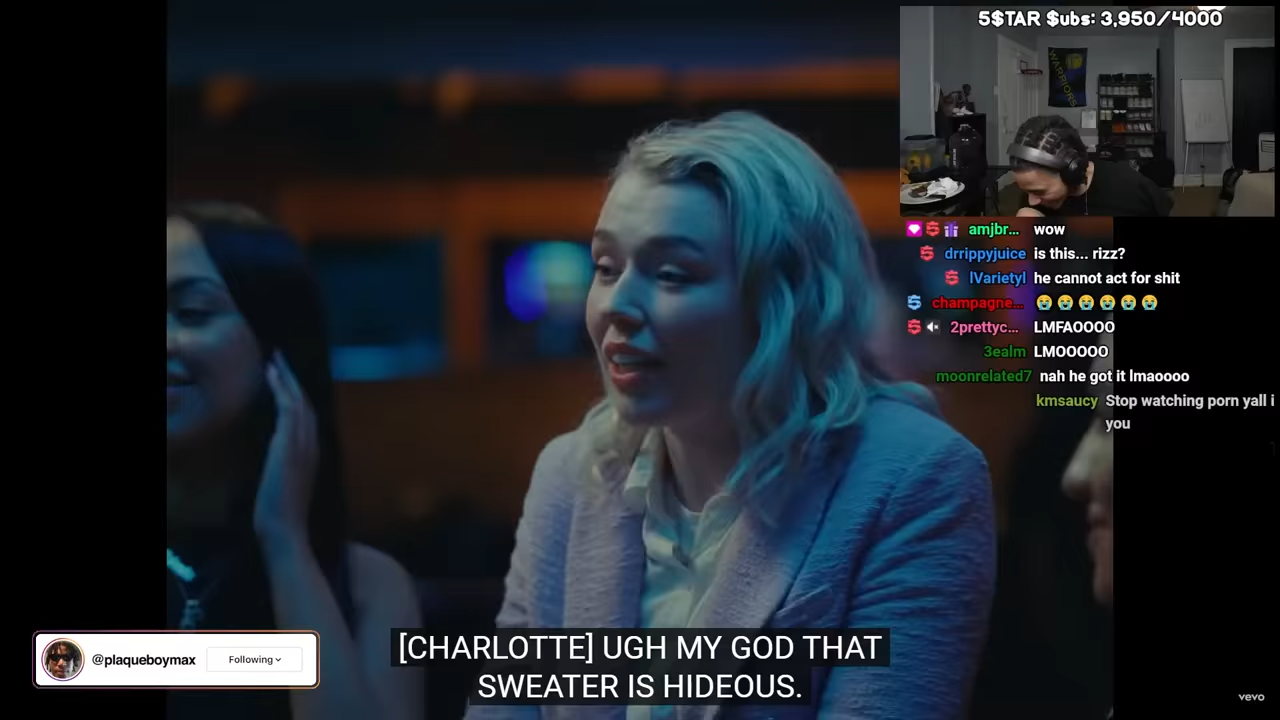 5$TAR $ubs: 3,950/4000
WARRIORS
amjbr... wow
drrippyjuice is this... rizz?
lVarietyl he cannot act for shit
champagne... 😭😭😭😭😭😭
2prettyc... LMFAOOOO
3ealm LMOOOOO
moonrelated7 nah he got it lmaoooo
kmsaucy Stop watching porn yall i
you
[CHARLOTTE] UGH MY GOD THAT
SWEATER IS HIDEOUS.
@plaqueboymax Following
vevo